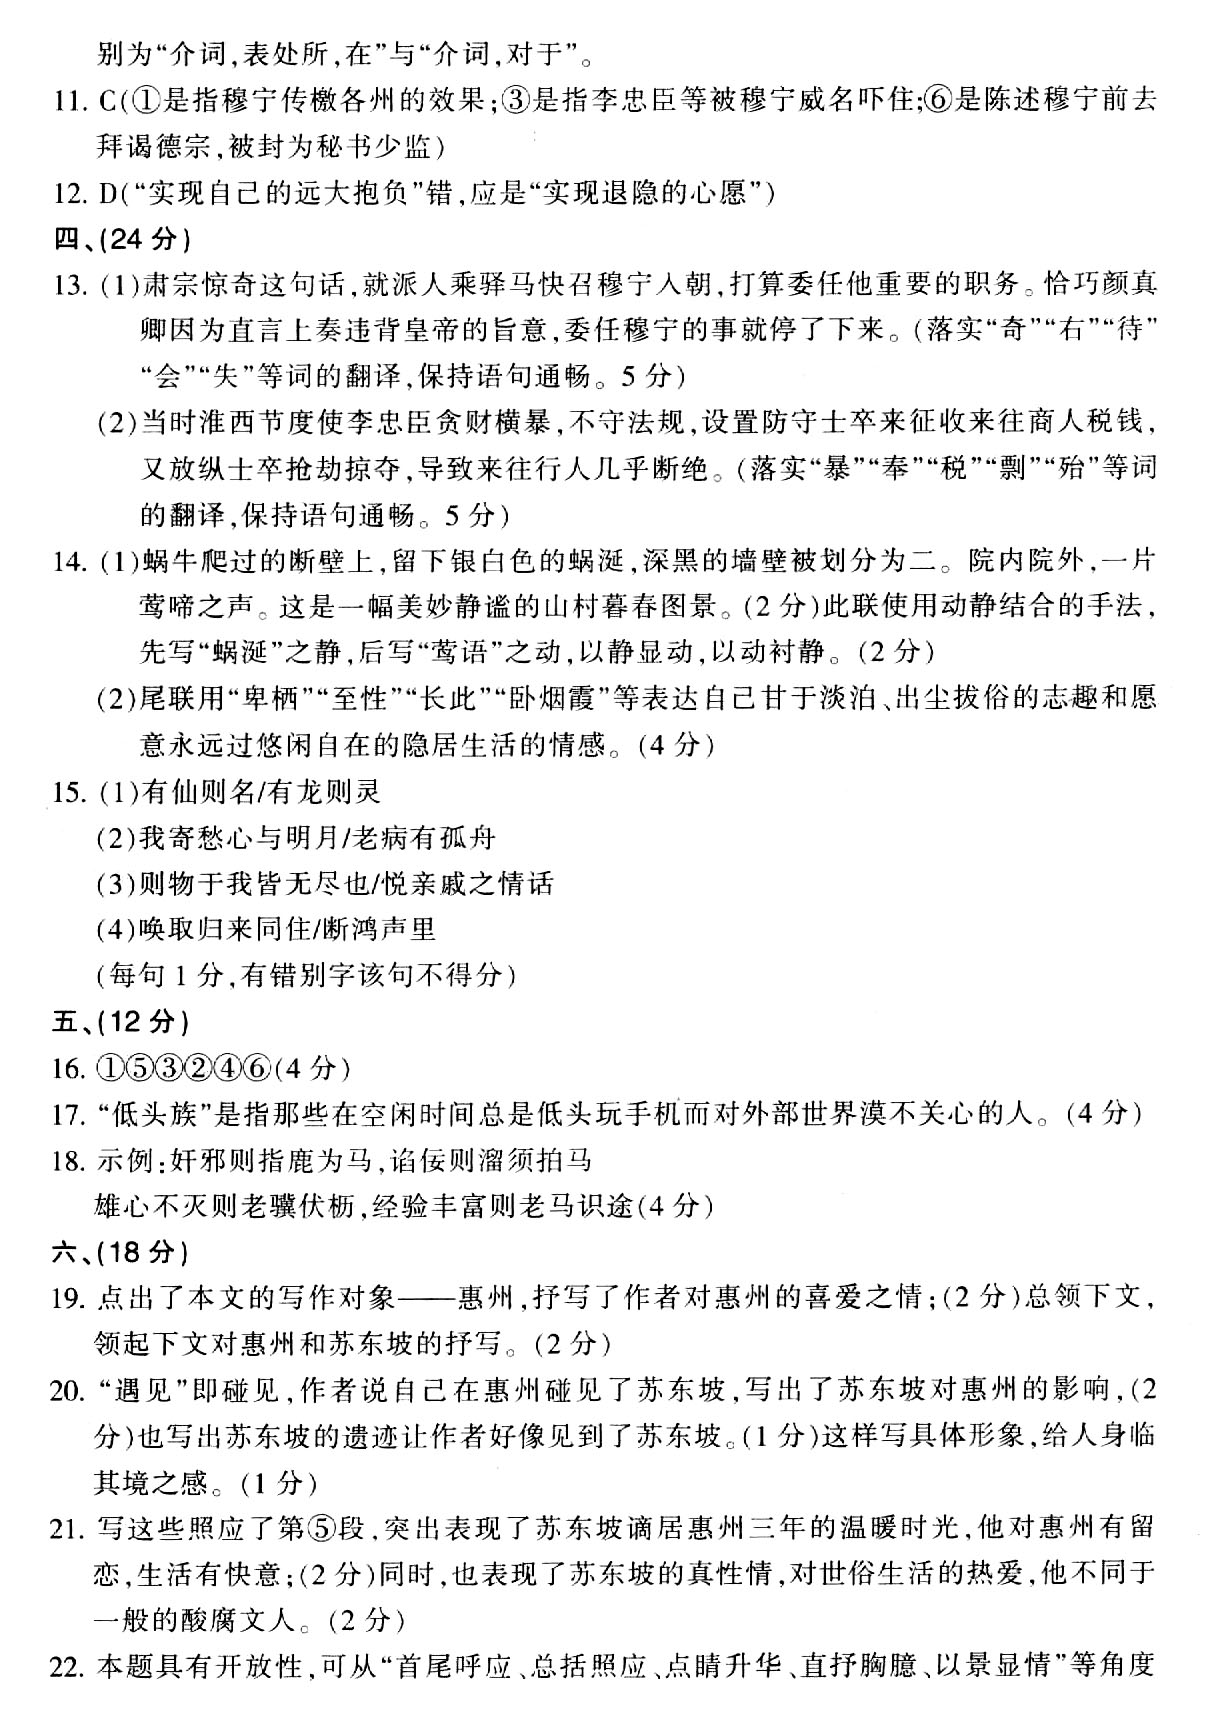 别为“介词,表处所,在”与“介词,对于”。
11. C(①是指穆宁传檄各州的效果;③是指李忠臣等被穆宁威名吓住;⑥是陈述穆宁前去
拜谒德宗,被封为秘书少监)
12. D(“实现自己的远大抱负”错,应是“实现退隐的心愿”)
四、(24 分)
13. (1)肃宗惊奇这句话,就派人乘驿马快召穆宁入朝,打算委任他重要的职务。恰巧颜真
卿因为直言上奏违背皇帝的旨意,委任穆宁的事就停了下来。(落实“奇”“右”“待”
“会”“失”等词的翻译,保持语句通畅。5 分)
(2)当时淮西节度使李忠臣贪财横暴,不守法规,设置防守士卒来征收来往商人税钱,
又放纵士卒抢劫掠夺,导致来往行人几乎断绝。(落实“暴”“奉”“税”“剽”“殆”等词
的翻译,保持语句通畅。5 分)
14. (1)蜗牛爬过的断壁上,留下银白色的蜗涎,深黑的墙壁被划分为二。院内院外,一片
莺啼之声。这是一幅美妙静谧的山村暮春图景。(2 分)此联使用动静结合的手法,
先写“蜗涎”之静,后写“莺语”之动,以静显动,以动衬静。(2 分)
(2)尾联用“卑栖”“至性”“长此”“卧烟霞”等表达自己甘于淡泊、出尘拔俗的志趣和愿
意永远过悠闲自在的隐居生活的情感。(4 分)
15. (1)有仙则名/有龙则灵
(2)我寄愁心与明月/老病有孤舟
(3)则物于我皆无尽也/悦亲戚之情话
(4)唤取归来同住/断鸿声里
(每句 1 分,有错别字该句不得分)
五、(12 分)
16. ①⑤③②④⑥(4 分)
17. “低头族”是指那些在空闲时间总是低头玩手机而对外部世界漠不关心的人。(4 分)
18. 示例:奸邪则指鹿为马,谄佞则溜须拍马
雄心不灭则老骥伏枥,经验丰富则老马识途(4 分)
六、(18 分)
19. 点出了本文的写作对象——惠州,抒写了作者对惠州的喜爱之情;(2 分)总领下文,
领起下文对惠州和苏东坡的抒写。(2 分)
20. “遇见”即碰见,作者说自己在惠州碰见了苏东坡,写出了苏东坡对惠州的影响,(2
分)也写出苏东坡的遗迹让作者好像见到了苏东坡。(1 分)这样写具体形象,给人身临
其境之感。(1 分)
21. 写这些照应了第⑤段,突出表现了苏东坡谪居惠州三年的温暖时光,他对惠州有留
恋,生活有快意;(2 分)同时,也表现了苏东坡的真性情,对世俗生活的热爱,他不同于
一般的酸腐文人。(2 分)
22. 本题具有开放性,可从“首尾呼应、总括照应、点睛升华、直抒胸臆、以景显情”等角度